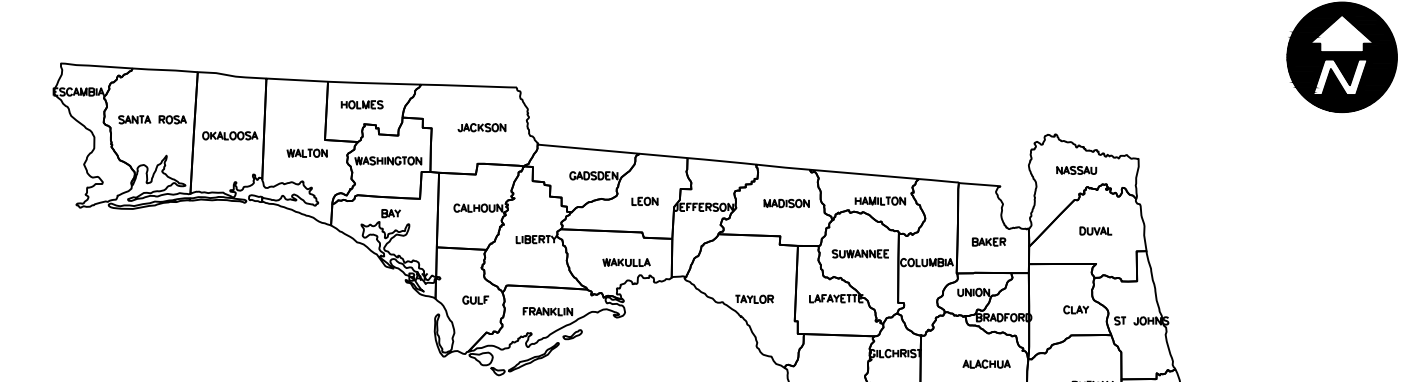 N
ESCAMBIA
SANTA ROSA
OKALOOSA
HOLMES
WALTON
WASHINGTON
JACKSON
BAY
BAY
CALHOUN
GULF
GADSDEN
LIBERTY
FRANKLIN
LEON
WAKULLA
JEFFERSON
MADISON
TAYLOR
HAMILTON
SUWANNEE
LAFAYETTE
COLUMBIA
GILCHRIST
BAKER
UNION
BRADFORD
ALACHUA
NASSAU
DUVAL
CLAY
ST JOHNS